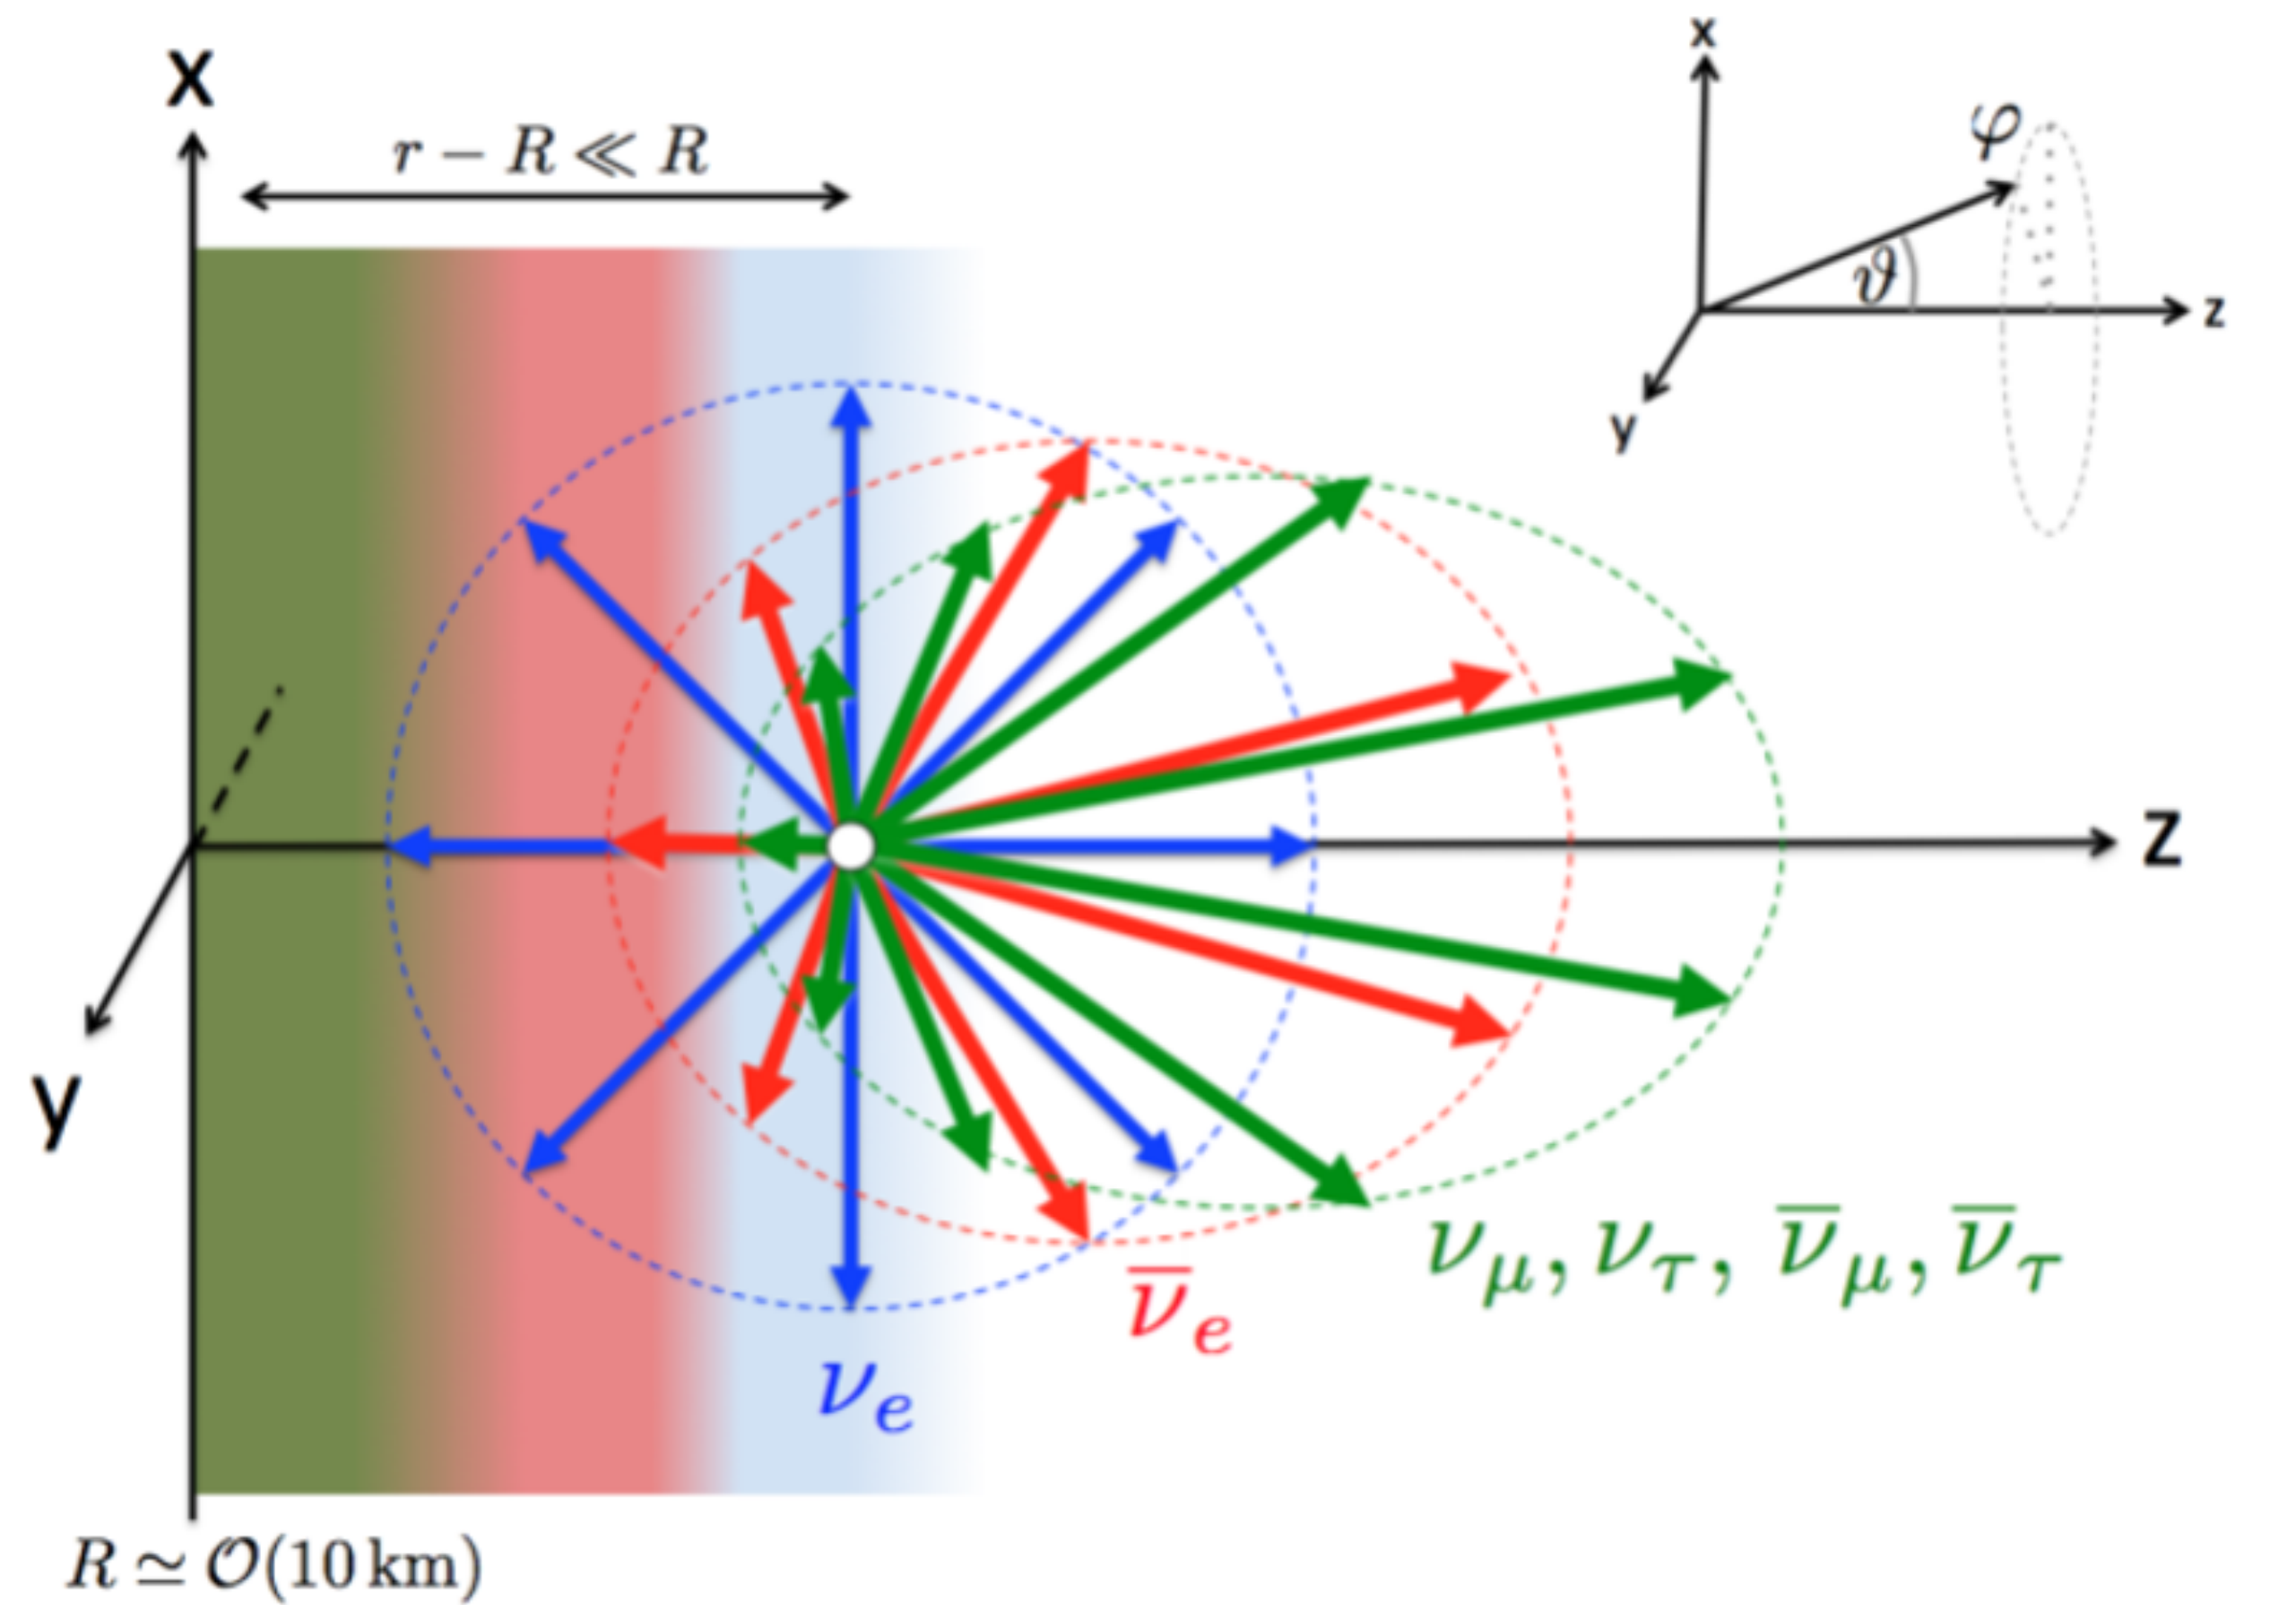 X
r − R ≪ R
x
φ
ϑ
z
y
Z
y
ν_μ, ν_τ, ν̅_μ, ν̅_τ
ν̅_e
ν_e
R ≃ 𝒪(10 km)